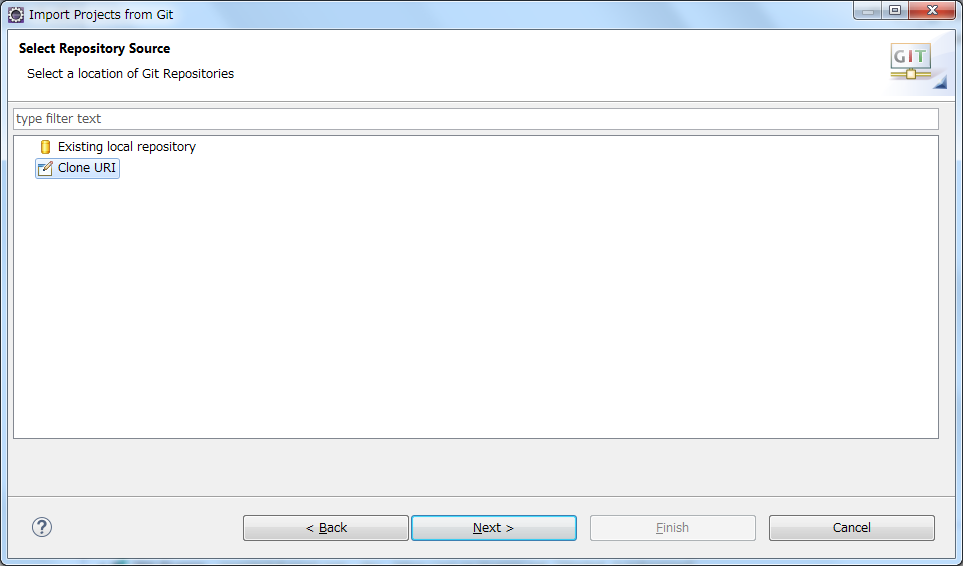 Import Projects from Git
Select Repository Source
Select a location of Git Repositories
GIT
type filter text
Existing local repository
Clone URI
?
< Back
Next >
Finish
Cancel